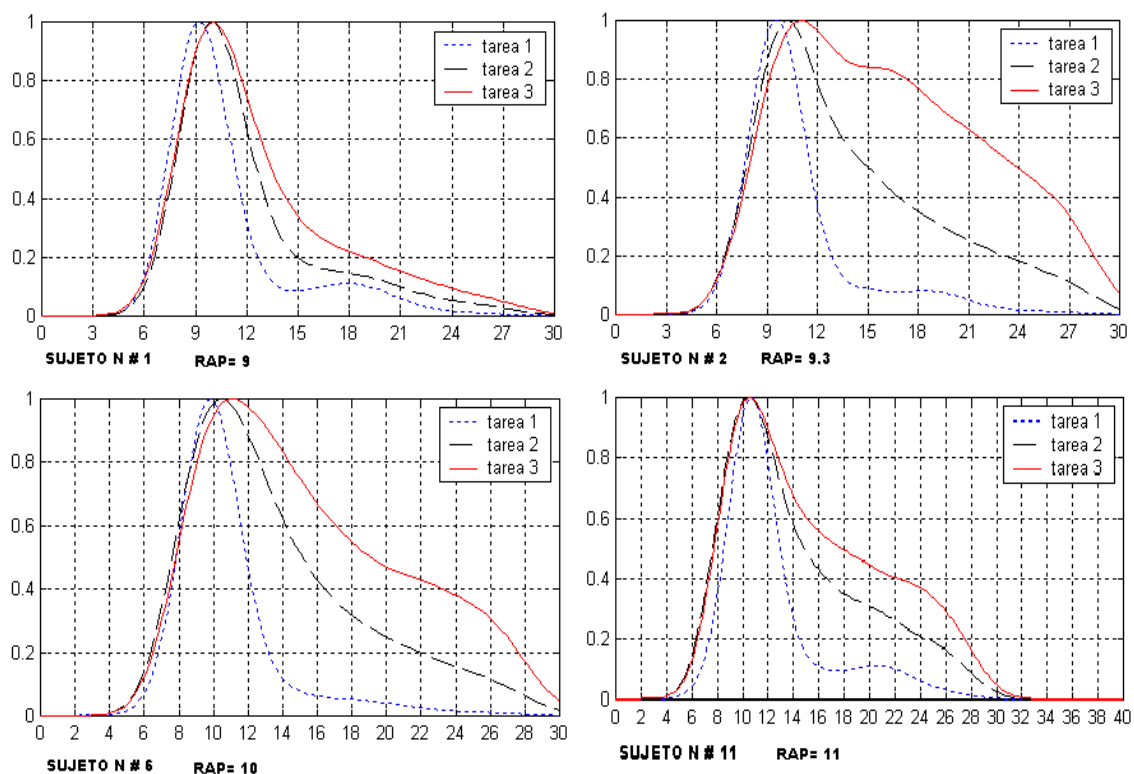 1
0.8
0.6
0.4
0.2
0
0 3 6 9 12 15 18 21 24 27 30
tarea 1
tarea 2
tarea 3
SUJETO N # 1 RAP= 9
1
0.8
0.6
0.4
0.2
0
0 3 6 9 12 15 18 21 24 27 30
tarea 1
tarea 2
tarea 3
SUJETO N # 2 RAP= 9.3
1
0.8
0.6
0.4
0.2
0
0 2 4 6 8 10 12 14 16 18 20 22 24 26 28 30
tarea 1
tarea 2
tarea 3
SUJETO N # 6 RAP= 10
1
0.8
0.6
0.4
0.2
0
0 2 4 6 8 10 12 14 16 18 20 22 24 26 28 30 32 34 36 38 40
tarea 1
tarea 2
tarea 3
SUJETO N # 11 RAP= 11